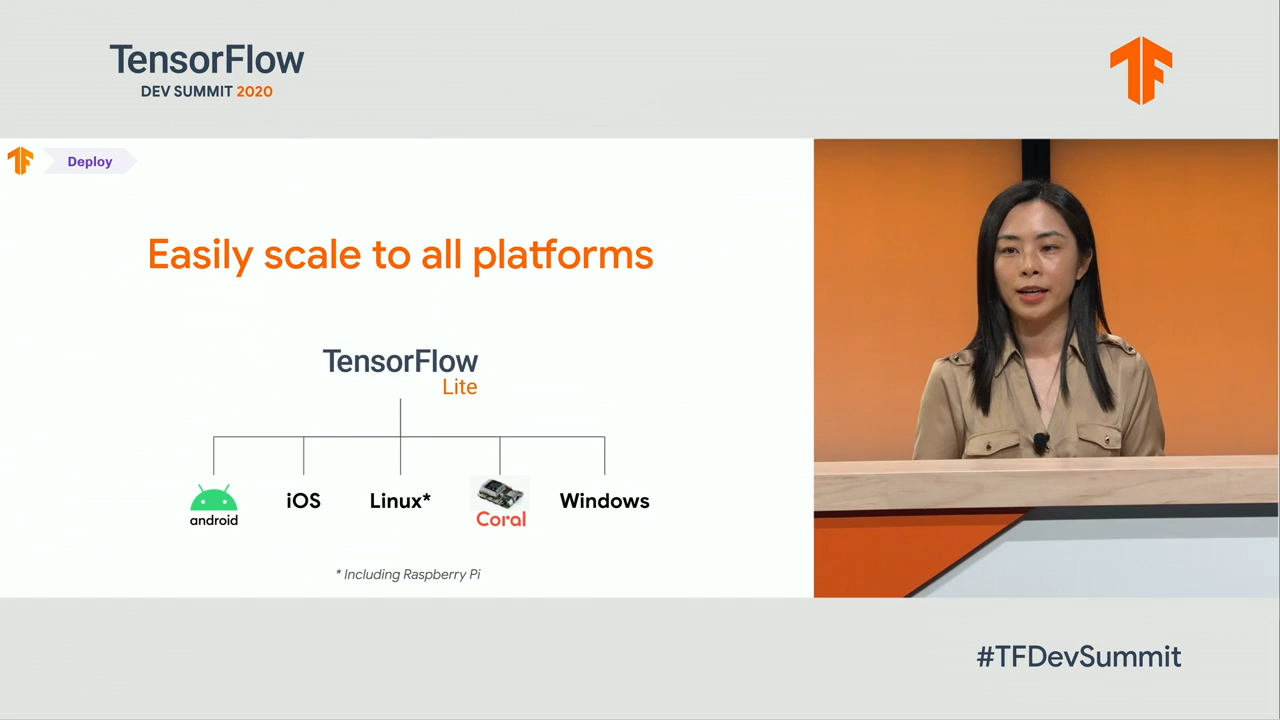 TensorFlow
DEV SUMMIT 2020
Deploy
Easily scale to all platforms
TensorFlow
Lite
android
iOS
Linux*
Coral
Windows
* Including Raspberry Pi
#TFDevSummit